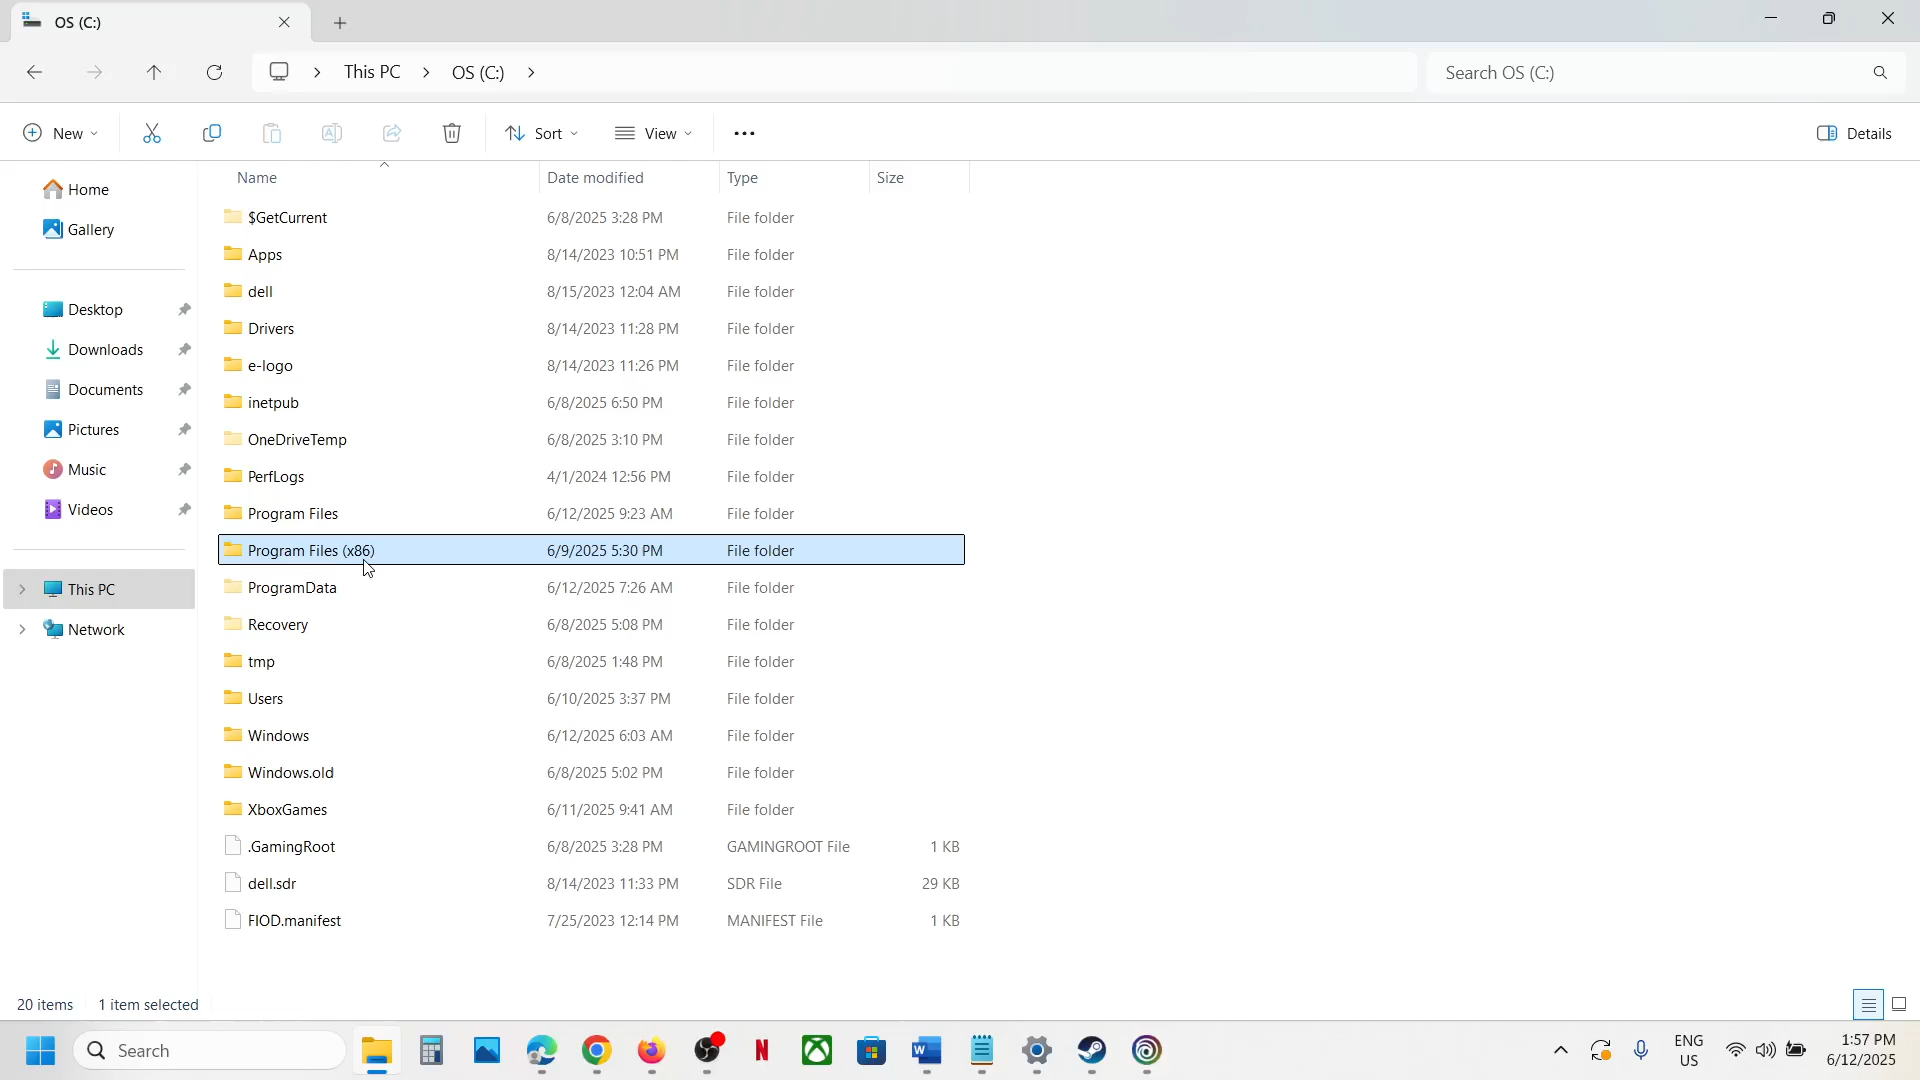 OS (C:)
This PC > OS (C:) >
Search OS (C:)
New
Sort
View
Details
Name Date modified Type Size
Home
Gallery
Desktop
Downloads
Documents
Pictures
Music
Videos
This PC
Network
$GetCurrent 6/8/2025 3:28 PM File folder
Apps 8/14/2023 10:51 PM File folder
dell 8/15/2023 12:04 AM File folder
Drivers 8/14/2023 11:28 PM File folder
e-logo 8/14/2023 11:26 PM File folder
inetpub 6/8/2025 6:50 PM File folder
OneDriveTemp 6/8/2025 3:10 PM File folder
PerfLogs 4/1/2024 12:56 PM File folder
Program Files 6/12/2025 9:23 AM File folder
Program Files (x86) 6/9/2025 5:30 PM File folder
ProgramData 6/12/2025 7:26 AM File folder
Recovery 6/8/2025 5:08 PM File folder
tmp 6/8/2025 1:48 PM File folder
Users 6/10/2025 3:37 PM File folder
Windows 6/12/2025 6:03 AM File folder
Windows.old 6/8/2025 5:02 PM File folder
XboxGames 6/11/2025 9:41 AM File folder
.GamingRoot 6/8/2025 3:28 PM GAMINGROOT File 1 KB
dell.sdr 8/14/2023 11:33 PM SDR File 29 KB
FIOD.manifest 7/25/2023 12:14 PM MANIFEST File 1 KB
20 items 1 item selected
Search
ENG
US
1:57 PM
6/12/2025